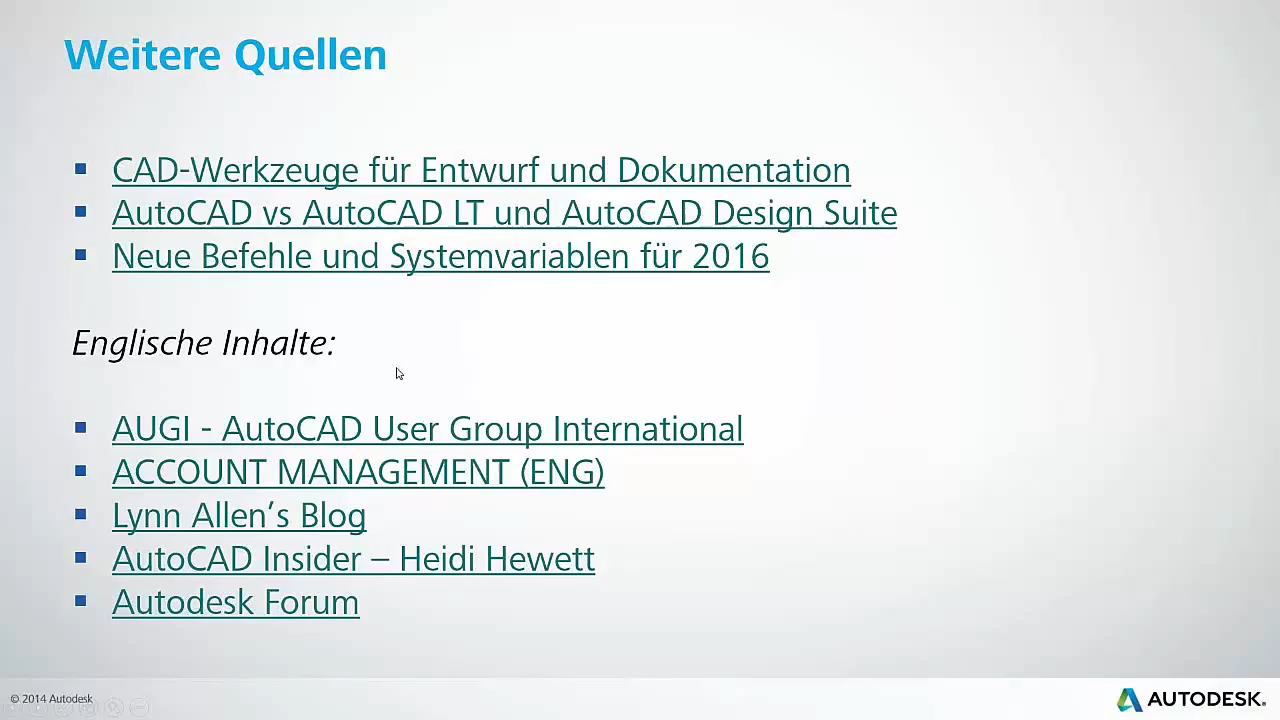 Weitere Quellen
CAD-Werkzeuge für Entwurf und Dokumentation
AutoCAD vs AutoCAD LT und AutoCAD Design Suite
Neue Befehle und Systemvariablen für 2016
Englische Inhalte:
AUGI - AutoCAD User Group International
ACCOUNT MANAGEMENT (ENG)
Lynn Allen’s Blog
AutoCAD Insider – Heidi Hewett
Autodesk Forum
© 2014 Autodesk
AUTODESK.